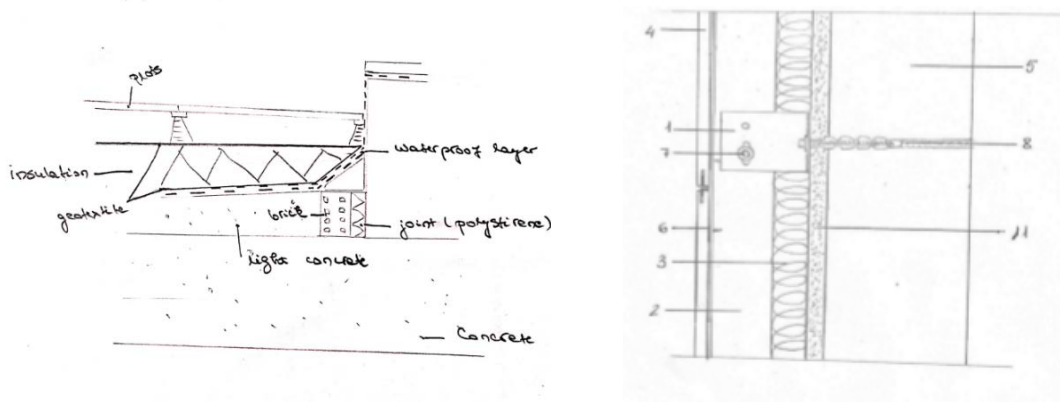 plots
insulation
geotextile
waterproof layer
brick
joint (polystirene)
light concrete
Concrete
4
5
1
7
8
6
3
11
2